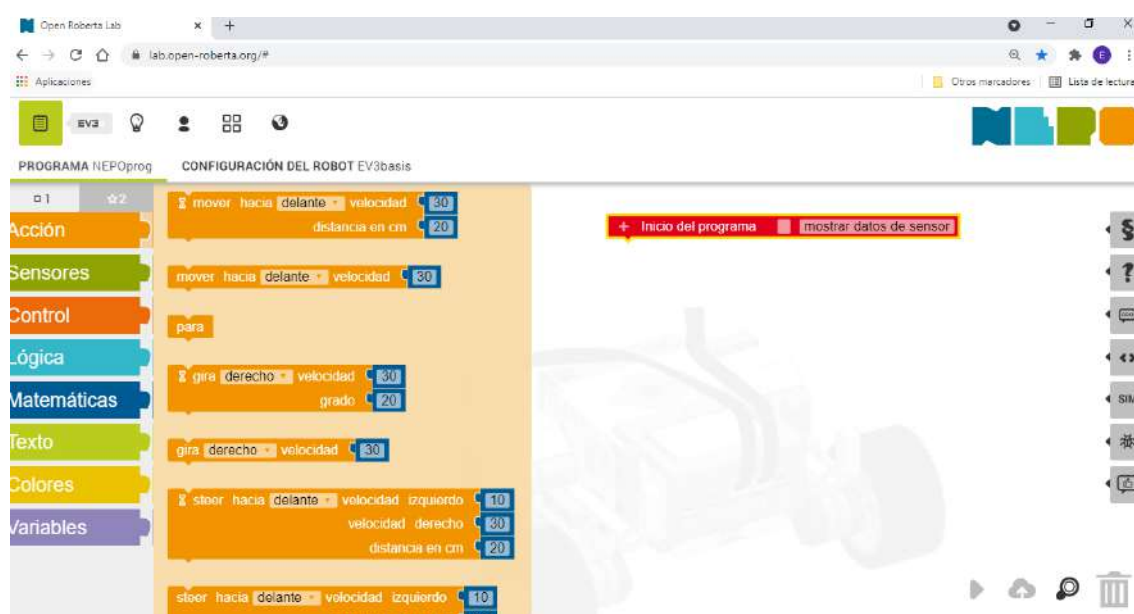 Open Roberta Lab
lab.open-roberta.org/#
E
Aplicaciones
Otros marcadores
Lista de lectura
EV3
PROGRAMA NEPOprog
CONFIGURACIÓN DEL ROBOT EV3basis
1
2
Acción
Sensores
Control
Lógica
Matemáticas
Texto
Colores
Variables
mover hacia delante velocidad 30
distancia en cm 20
mover hacia delante velocidad 30
para
gira derecho velocidad 30
grado 20
gira derecho velocidad 30
steer hacia delante velocidad izquierdo 10
velocidad derecho 30
distancia en cm 20
steer hacia delante velocidad izquierdo 10
+ Inicio del programa mostrar datos de sensor
§
?
SIM